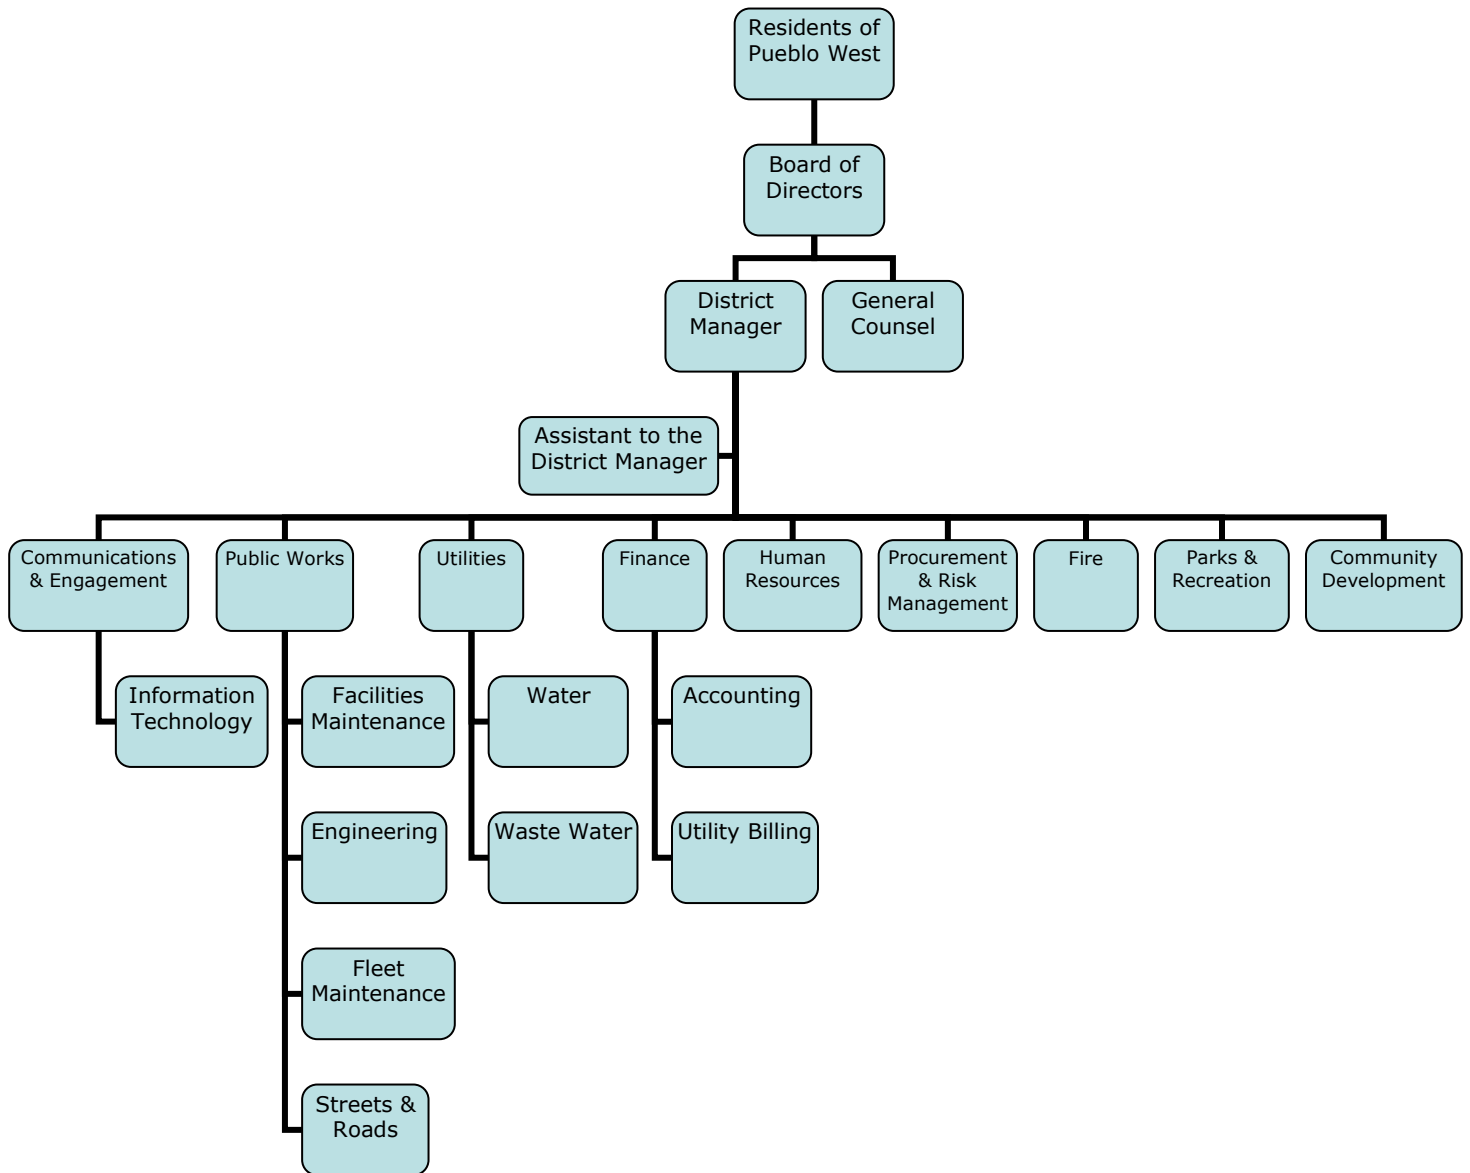 Residents of
Pueblo West
Board of
Directors
District
Manager
General
Counsel
Assistant to the
District Manager
Communications
& Engagement
Public Works
Utilities
Finance
Human
Resources
Procurement
& Risk
Management
Fire
Parks &
Recreation
Community
Development
Information
Technology
Facilities
Maintenance
Water
Accounting
Engineering
Waste Water
Utility Billing
Fleet
Maintenance
Streets &
Roads